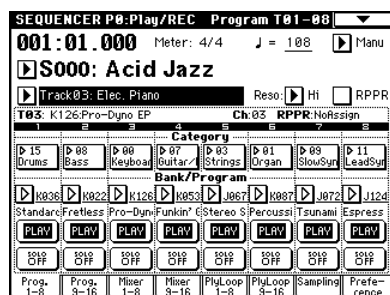 SEQUENCER P0:Play/REC Program T01-08
001:01.000 Meter: 4/4 ♩ = 108 Manu
S000: Acid Jazz
Track03: Elec. Piano Reso: Hi RPPR
T03: K126:Pro-Dyno EP Ch:03 RPPR:NoAssign
1 2 3 4 5 6 7 8
Category
15 08 00 07 03 01 09 11
Drums Bass Keyboar Guitar/ Strings Organ SlowSyn LeadSyn
Bank/Program
K036 K022 K126 K053 J067 K087 J072 J124
Standarc Fretless Pro-Dyn Funkin' G Stereo S Percussi Tsunami Espress
PLAY PLAY PLAY PLAY PLAY PLAY PLAY PLAY
SOLO SOLO SOLO SOLO SOLO SOLO SOLO SOLO
OFF OFF OFF OFF OFF OFF OFF OFF
Prog. Prog. Mixer Mixer PlyLoop PlyLoop Sampling Prefe-
1-8 9-16 1-8 9-16 1-8 9-16 rence